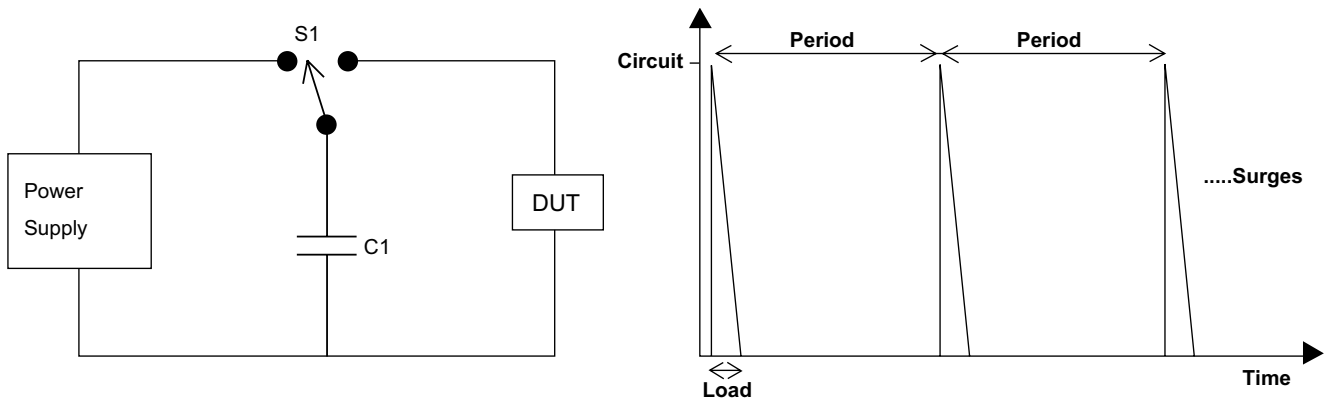 S1
Power
Supply
C1
DUT
Period
Period
Circuit
.....Surges
Load
Time